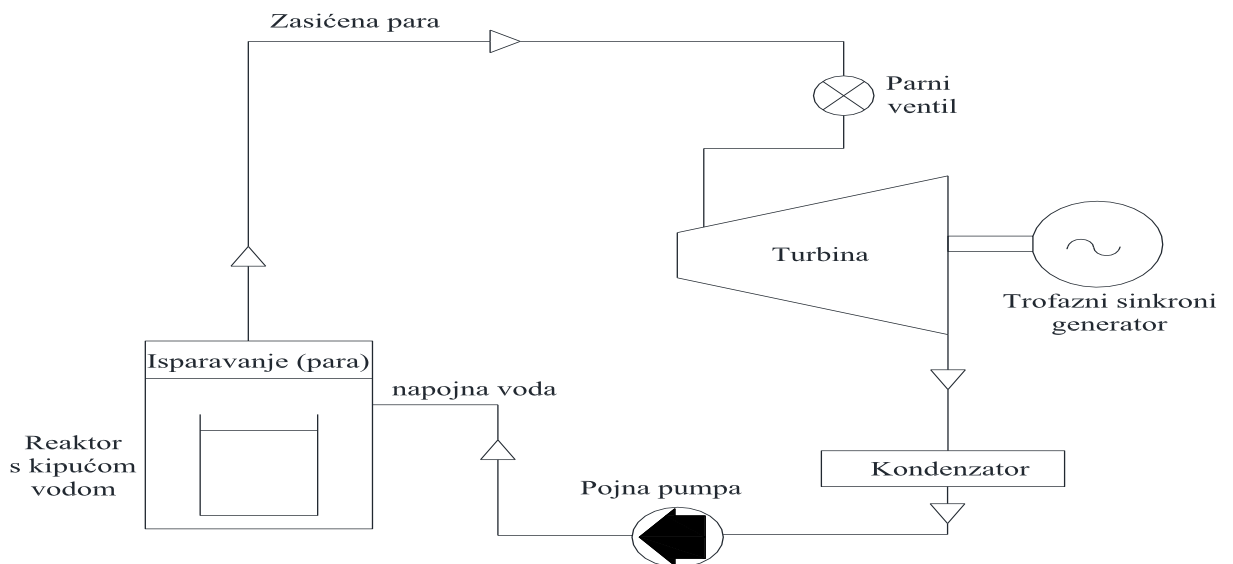 Zasićena para
Parni
ventil
Turbina
Trofazni sinkroni
generator
Isparavanje (para)
napojna voda
Reaktor
s kipućom
vodom
Kondenzator
Pojna pumpa